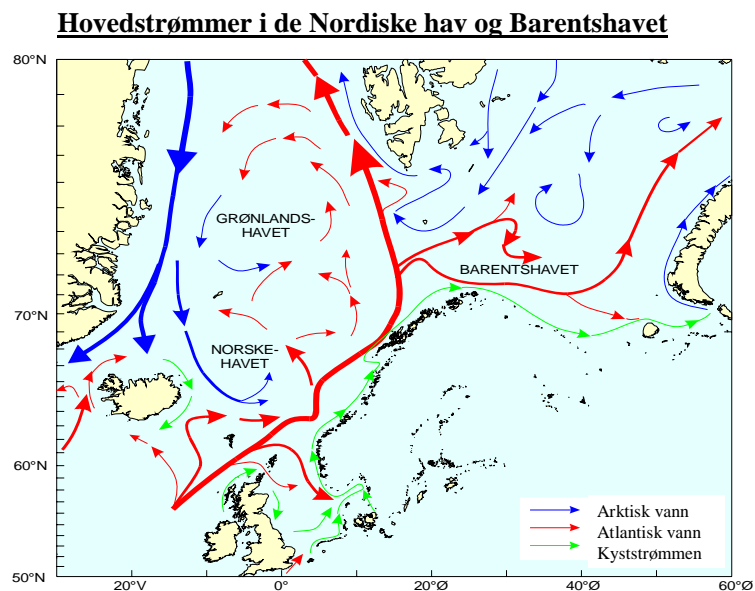 Hovedstrømmer i de Nordiske hav og Barentshavet
80°N
GRØNLANDS-
HAVET
BARENTSHAVET
70°N
NORSKE-
HAVET
60°N
Arktisk vann
Atlantisk vann
Kyststrømmen
50°N
20°V
0°
20°Ø
40°Ø
60°Ø